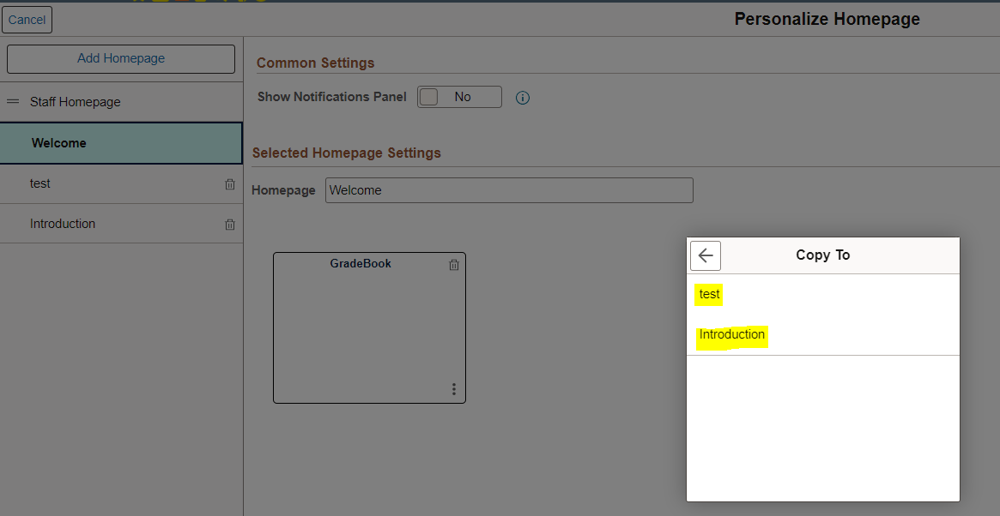 Cancel
Personalize Homepage
Add Homepage
Common Settings
Staff Homepage
Show Notifications Panel No
Welcome
Selected Homepage Settings
test
Homepage Welcome
Introduction
GradeBook
Copy To
test
Introduction